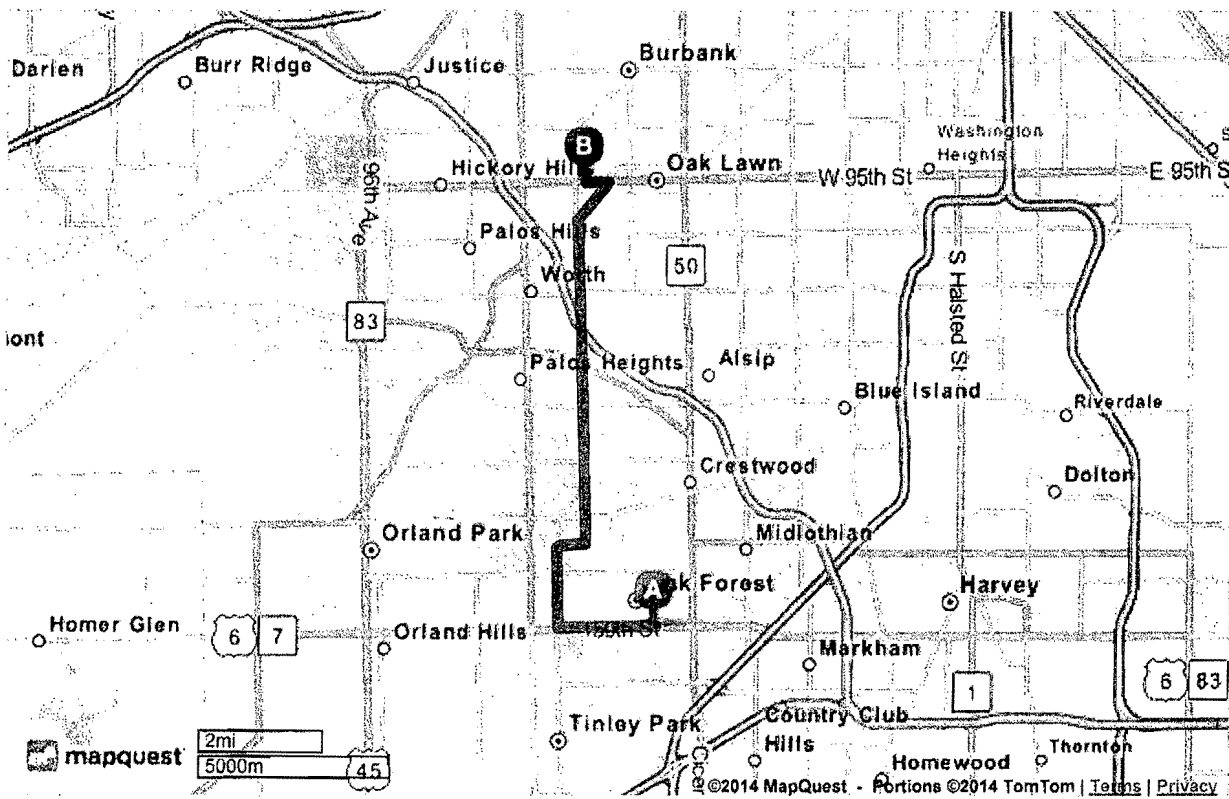 Darien
Burr Ridge
Justice
Burbank
Washington
Heights
B
Hickory Hill
Oak Lawn
W 95th St
E 95th S
96th Ave
Palos Hills
50
Worth
S Halsted St
83
Palos Heights
Alsip
Blue Island
Riverdale
Crestwood
Dolton
Orland Park
Midlothian
A
ak Forest
Harvey
Homer Glen
6
7
Orland Hills
159th St
Markham
1
6
83
Tinley Park
Country Club
Hills
mapquest
2mi
5000m
45
Thornton
Homewood
©2014 MapQuest - Portions ©2014 TomTom | Terms | Privacy